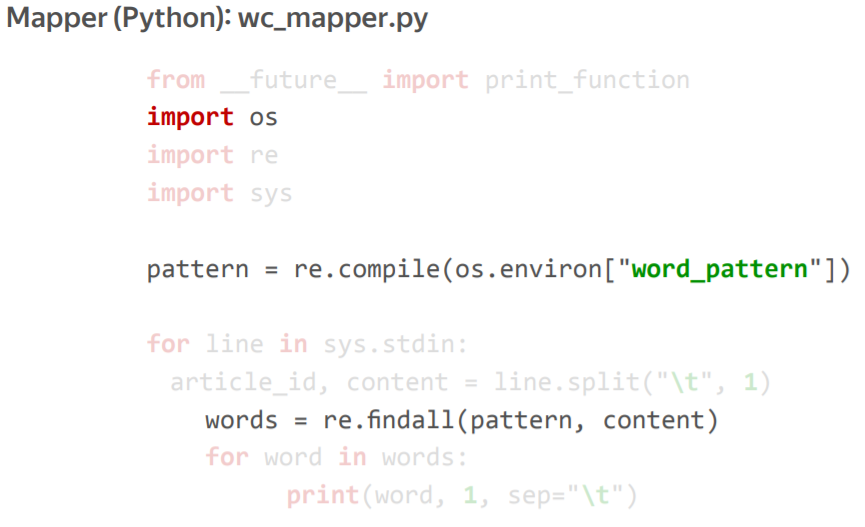 Mapper (Python): wc_mapper.py
from __future__ import print_function
import os
import re
import sys
pattern = re.compile(os.environ["word_pattern"])
for line in sys.stdin:
article_id, content = line.split("\t", 1)
words = re.findall(pattern, content)
for word in words:
print(word, 1, sep="\t")